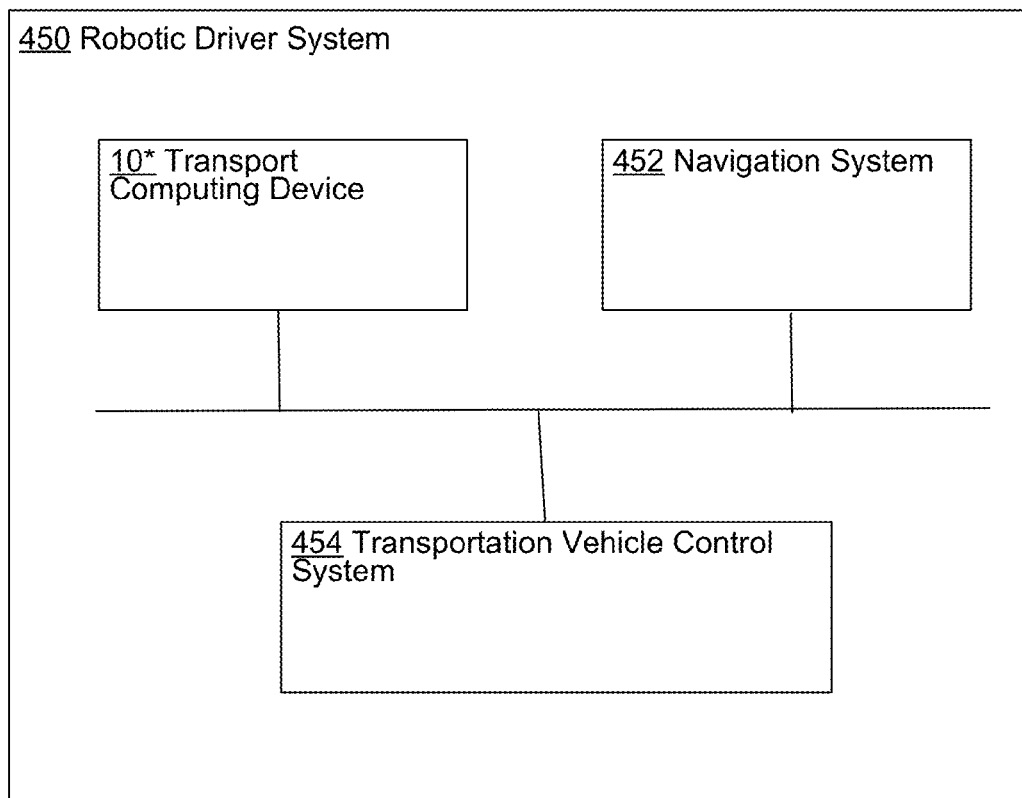 450 Robotic Driver System
10* Transport
Computing Device
452 Navigation System
454 Transportation Vehicle Control
System